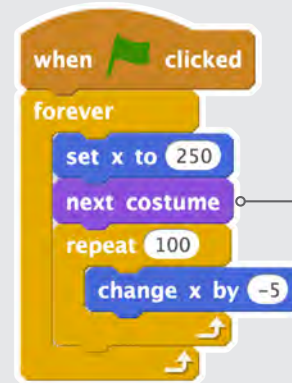 when clicked
forever
set x to 250
next costume
repeat 100
change x by -5